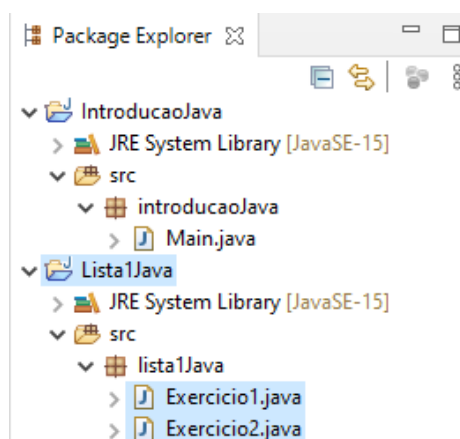 Package Explorer
IntroducaoJava
JRE System Library [JavaSE-15]
src
introducaoJava
Main.java
Lista1Java
JRE System Library [JavaSE-15]
src
lista1Java
Exercicio1.java
Exercicio2.java